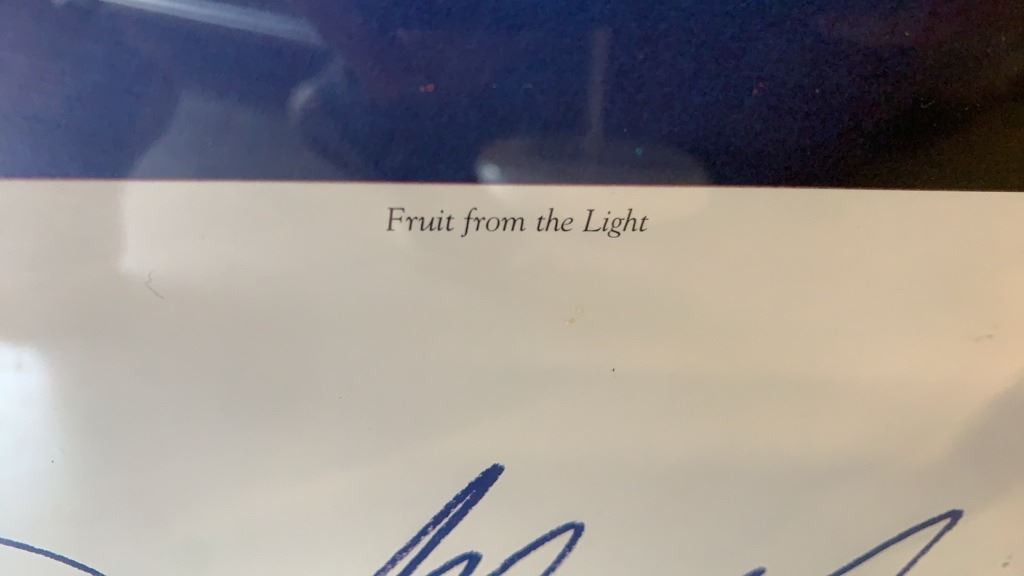 Fruit from the Light